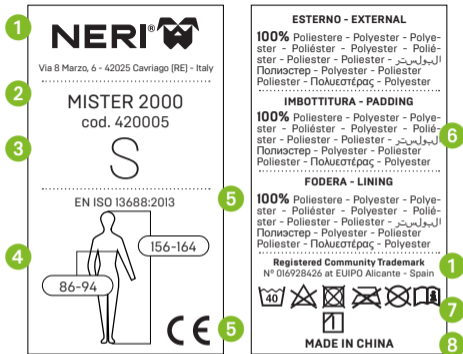 1
NERI®
Via 8 Marzo, 6 - 42025 Cavriago (RE) - Italy
2
MISTER 2000
cod. 420005
3
S
EN ISO 13688:2013
5
4
156-164
86-94
CE
5
ESTERNO - EXTERNAL
100% Poliestere - Polyester - Polye-
ster - Poliéster - Polyester - Polié-
ster - Poliester - البوليستر -
Полиэстер - Polyester - Poliester
Poliester - Πολυεστέρας - Polyester
IMBOTTITURA - PADDING
100% Poliestere - Polyester - Polye-
ster - Poliéster - Polyester - Polié-
ster - Poliester - البوليستر -
Полиэстер - Polyester - Poliester
Poliester - Πολυεστέρας - Polyester
6
FODERA - LINING
100% Poliestere - Polyester - Polye-
ster - Poliéster - Polyester - Polié-
ster - Poliester - البوليستر -
Полиэстер - Polyester - Poliester
Poliester - Πολυεστέρας - Polyester
Registered Community Trademark
N° 016928426 at EUIPO Alicante - Spain
1
40
7
1
MADE IN CHINA
8